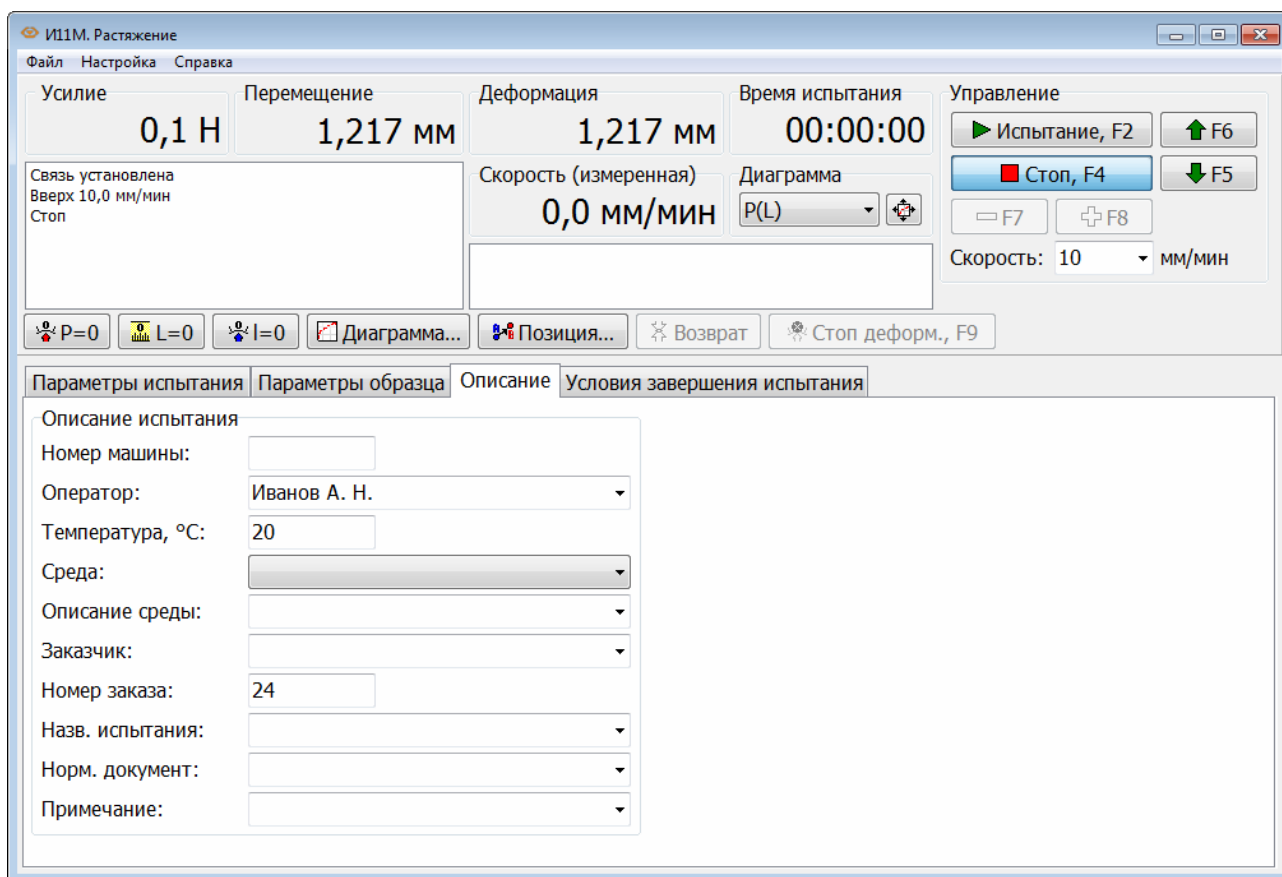 И11М. Растяжение
Файл Настройка Справка
Усилие Перемещение Деформация Время испытания Управление
0,1 Н 1,217 мм 1,217 мм 00:00:00 Испытание, F2 F6
Связь установлена
Вверх 10,0 мм/мин
Стоп
Скорость (измеренная) Диаграмма Стоп, F4 F5
0,0 мм/мин P(L) F7 F8
Скорость: 10 мм/мин
P=0 0 L=0 l=0 Диаграмма... Позиция... Возврат Стоп деформ., F9
Параметры испытания Параметры образца Описание Условия завершения испытания
Описание испытания
Номер машины:
Оператор: Иванов А. Н.
Температура, °С: 20
Среда:
Описание среды:
Заказчик:
Номер заказа: 24
Назв. испытания:
Норм. документ:
Примечание: